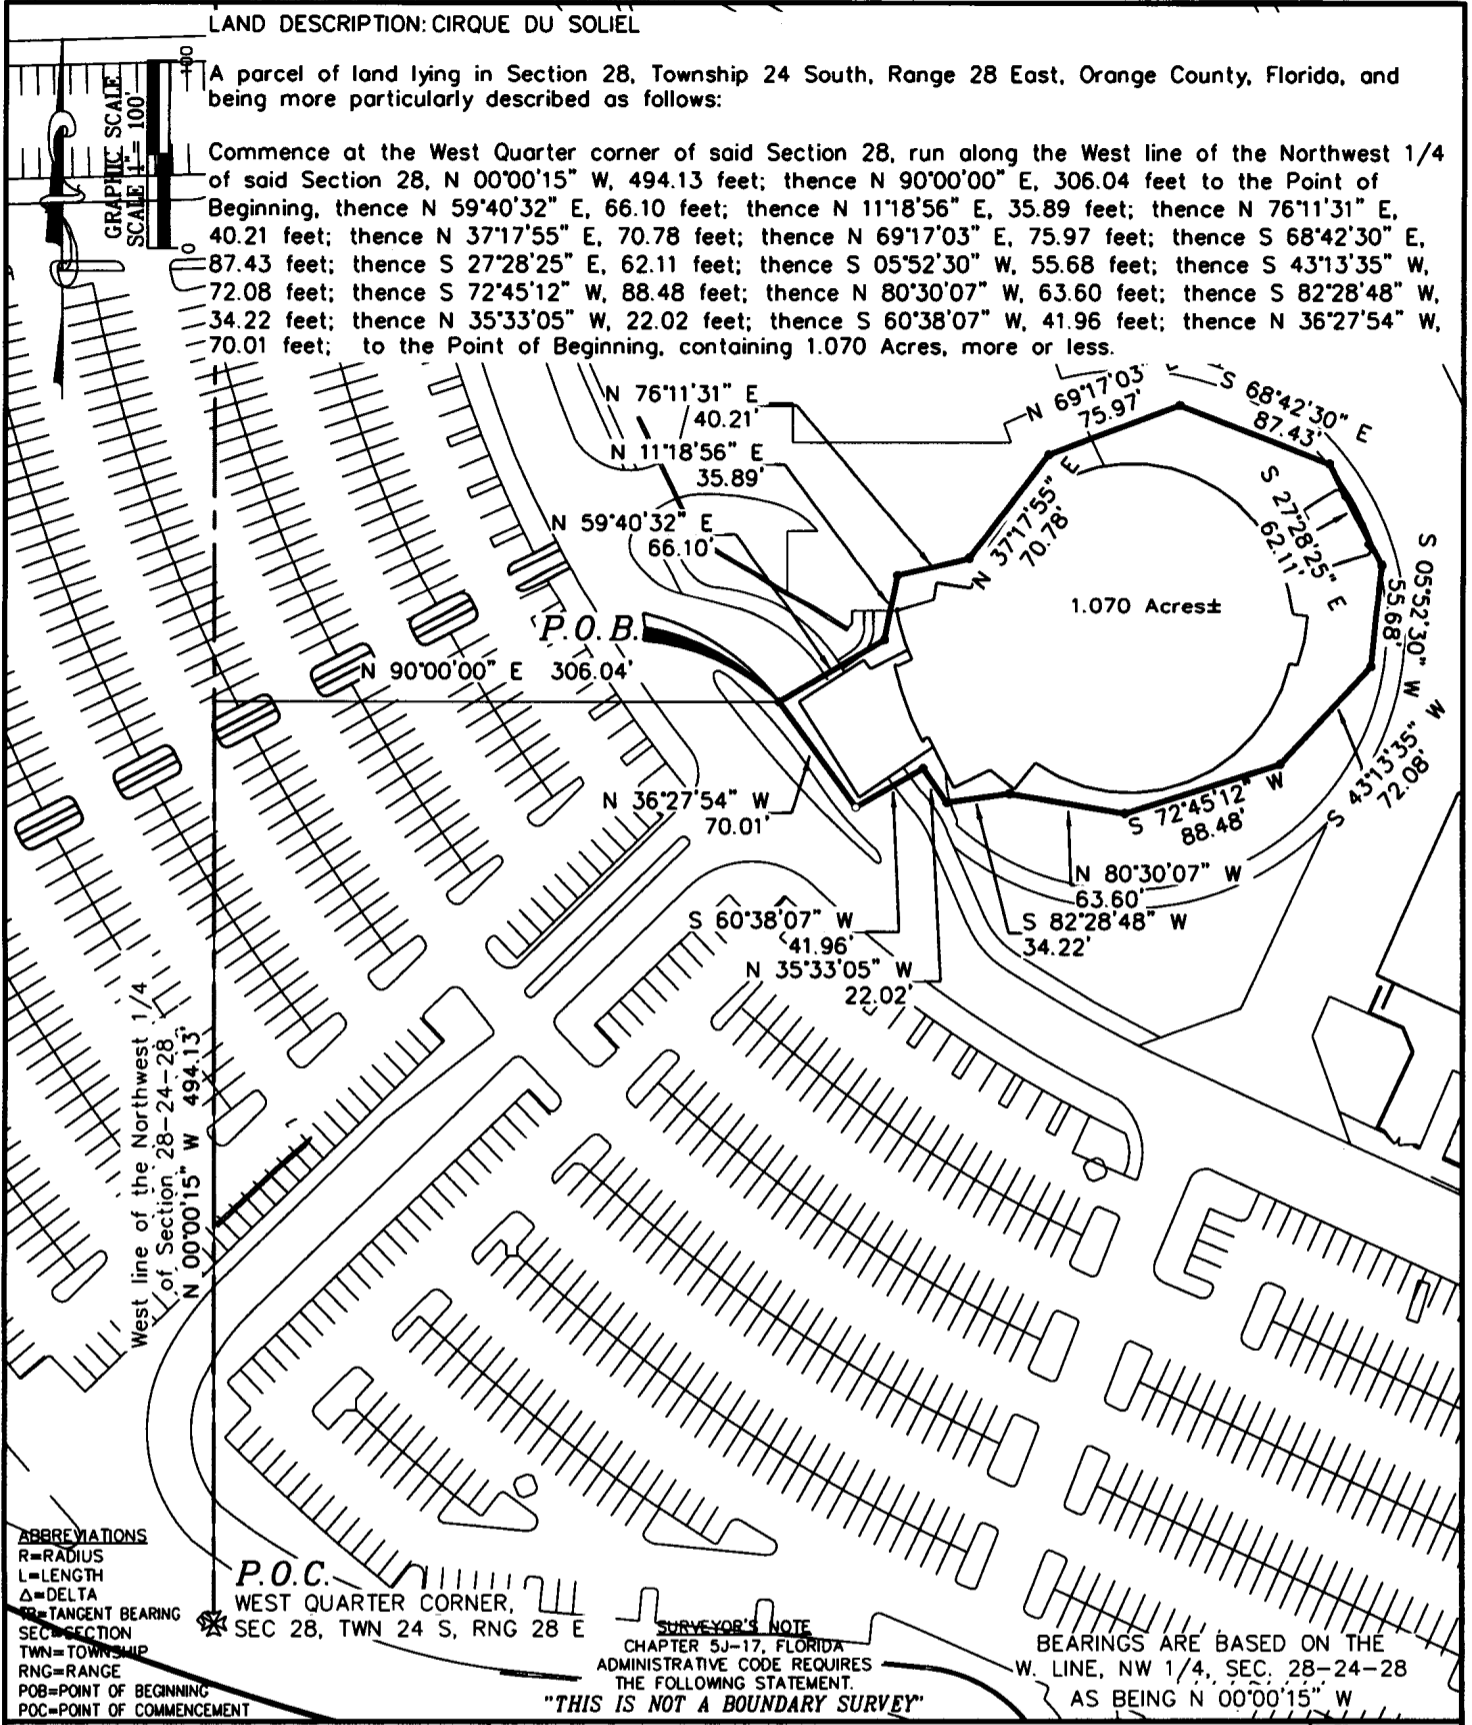 LAND DESCRIPTION: CIRQUE DU SOLIEL
A parcel of land lying in Section 28, Township 24 South, Range 28 East, Orange County, Florida, and
being more particularly described as follows:
Commence at the West Quarter corner of said Section 28, run along the West line of the Northwest 1/4
of said Section 28, N 00°00'15" W, 494.13 feet; thence N 90°00'00" E, 306.04 feet to the Point of
Beginning, thence N 59°40'32" E, 66.10 feet; thence N 11°18'56" E, 35.89 feet; thence N 76°11'31" E,
40.21 feet; thence N 37°17'55" E, 70.78 feet; thence N 69°17'03" E, 75.97 feet; thence S 68°42'30" E,
87.43 feet; thence S 27°28'25" E, 62.11 feet; thence S 05°52'30" W, 55.68 feet; thence S 43°13'35" W,
72.08 feet; thence S 72°45'12" W, 88.48 feet; thence N 80°30'07" W, 63.60 feet; thence S 82°28'48" W,
34.22 feet; thence N 35°33'05" W, 22.02 feet; thence S 60°38'07" W, 41.96 feet; thence N 36°27'54" W,
70.01 feet; to the Point of Beginning, containing 1.070 Acres, more or less.
GRAPHIC SCALE
SCALE 1" = 100'
0
100
N 76°11'31" E
40.21'
N 11°18'56" E
35.89'
N 59°40'32" E
66.10'
N 69°17'03" E
75.97'
S 68°42'30" E
87.43'
N 37°17'55" E
70.78'
S 27°28'25" E
62.11'
S 05°52'30" W
55.68'
1.070 Acres±
P.O.B.
N 90°00'00" E 306.04'
S 43°13'35" W
72.08'
S 72°45'12" W
88.48'
N 36°27'54" W
70.01'
N 80°30'07" W
63.60'
S 82°28'48" W
34.22'
S 60°38'07" W
41.96'
N 35°33'05" W
22.02'
West line of the Northwest 1/4
of Section 28-24-28
N 00°00'15" W 494.13'
ABBREVIATIONS
R=RADIUS
L=LENGTH
Δ=DELTA
TB=TANGENT BEARING
SEC=SECTION
TWN=TOWNSHIP
RNG=RANGE
POB=POINT OF BEGINNING
POC=POINT OF COMMENCEMENT
P.O.C.
WEST QUARTER CORNER,
SEC 28, TWN 24 S, RNG 28 E
SURVEYOR'S NOTE
CHAPTER 5J-17, FLORIDA
ADMINISTRATIVE CODE REQUIRES
THE FOLLOWING STATEMENT.
"THIS IS NOT A BOUNDARY SURVEY"
BEARINGS ARE BASED ON THE
W. LINE, NW 1/4, SEC. 28-24-28
AS BEING N 00°00'15" W